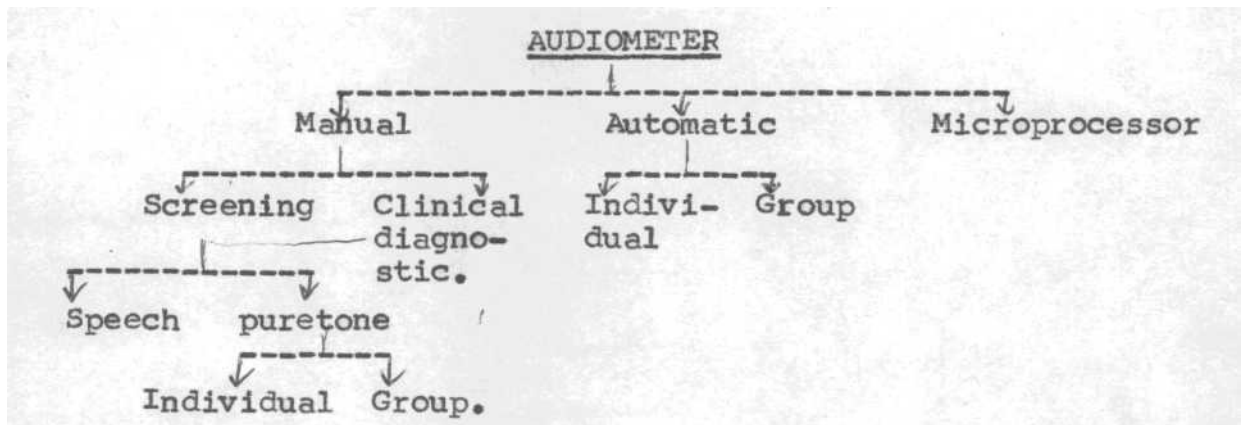 AUDIOMETER
Manual Automatic Microprocessor
Screening Clinical Indivi- Group
diagno- dual
stic.
Speech puretone
Individual Group.